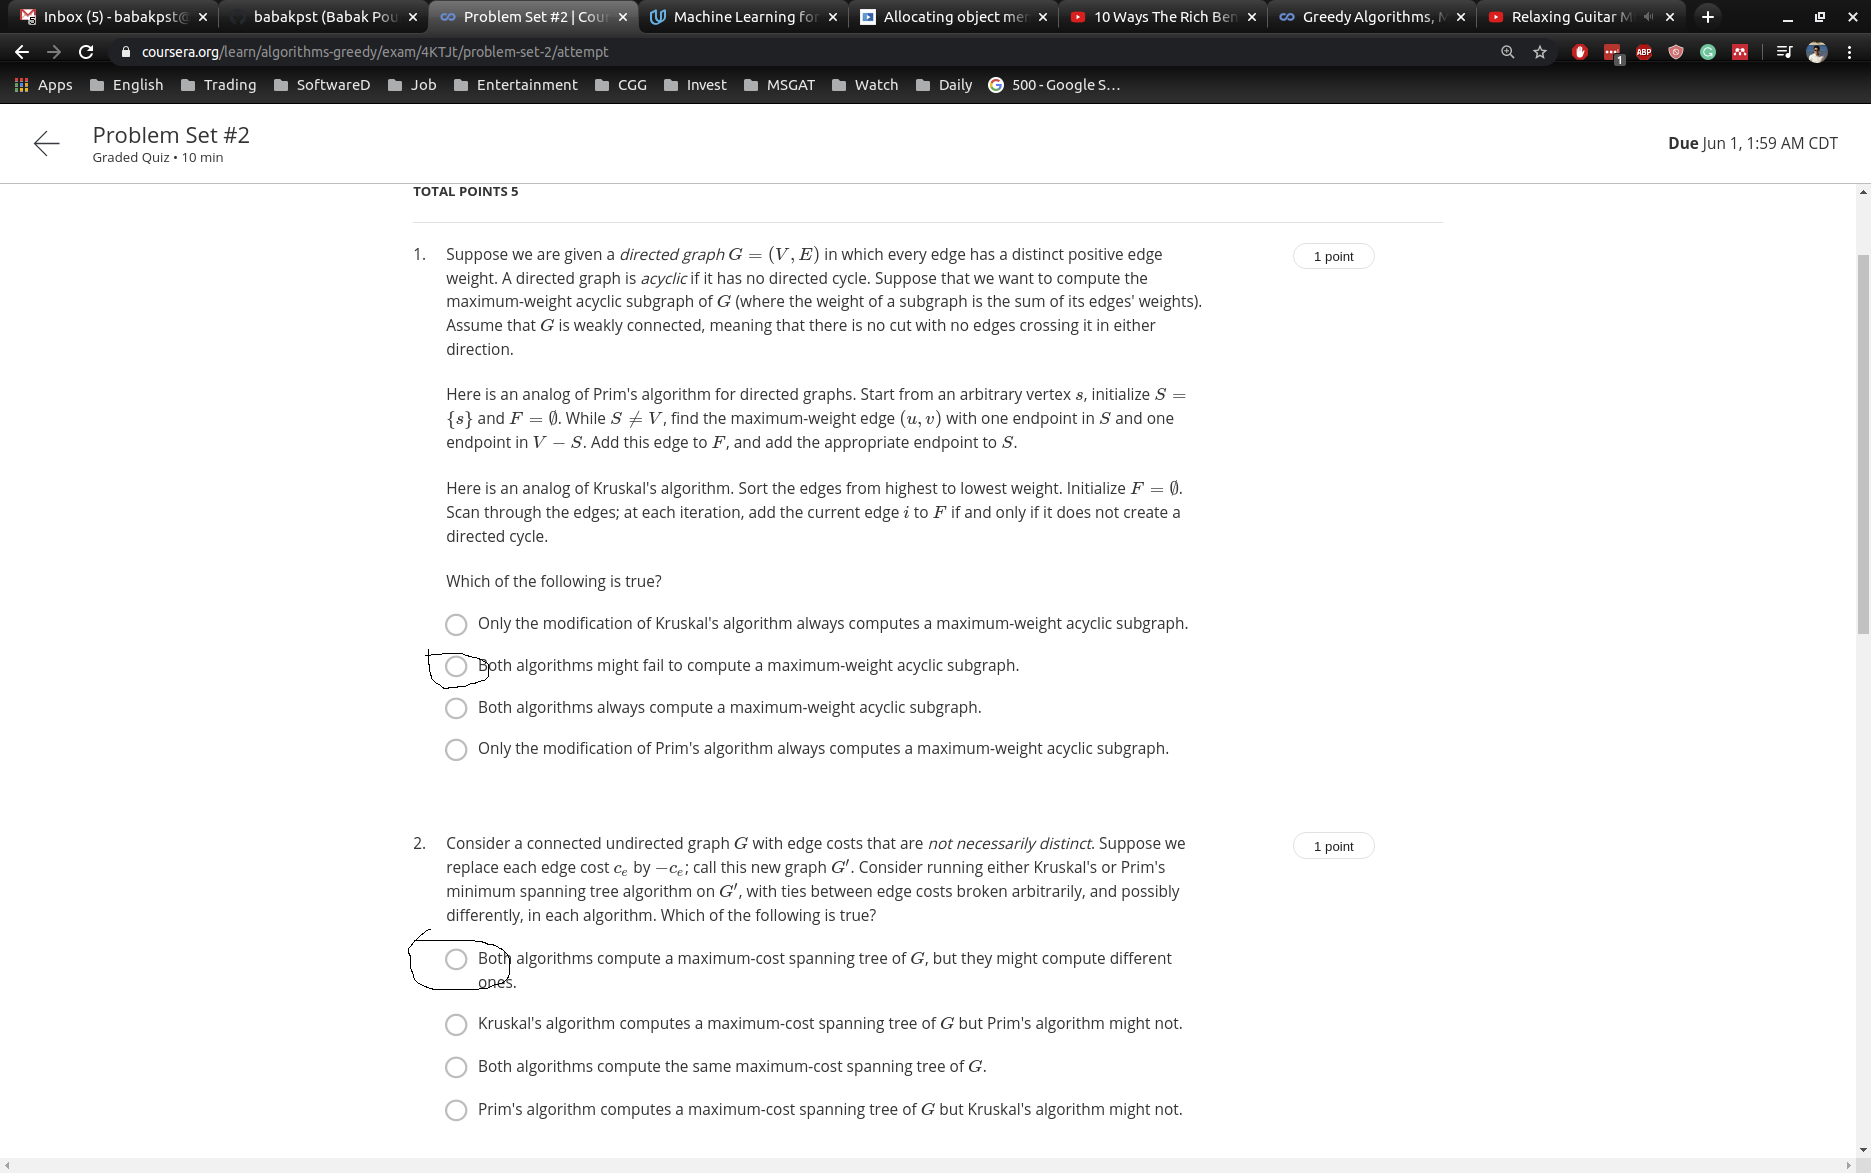 Inbox (5) - babakpst@
babakpst (Babak Pou
Problem Set #2 | Cour
Machine Learning for
Allocating object mem
10 Ways The Rich Ben
Greedy Algorithms, M
Relaxing Guitar M
coursera.org/learn/algorithms-greedy/exam/4KTJt/problem-set-2/attempt
ABP
1
Apps English Trading SoftwareD Job Entertainment CGG Invest MSGAT Watch Daily 500 - Google S...
Problem Set #2
Graded Quiz • 10 min
Due Jun 1, 1:59 AM CDT
TOTAL POINTS 5
1. Suppose we are given a directed graph G = (V, E) in which every edge has a distinct positive edge
1 point
weight. A directed graph is acyclic if it has no directed cycle. Suppose that we want to compute the
maximum-weight acyclic subgraph of G (where the weight of a subgraph is the sum of its edges' weights).
Assume that G is weakly connected, meaning that there is no cut with no edges crossing it in either
direction.
Here is an analog of Prim's algorithm for directed graphs. Start from an arbitrary vertex s, initialize S =
{s} and F = ∅. While S ≠ V, find the maximum-weight edge (u, v) with one endpoint in S and one
endpoint in V − S. Add this edge to F, and add the appropriate endpoint to S.
Here is an analog of Kruskal's algorithm. Sort the edges from highest to lowest weight. Initialize F = ∅.
Scan through the edges; at each iteration, add the current edge i to F if and only if it does not create a
directed cycle.
Which of the following is true?
Only the modification of Kruskal's algorithm always computes a maximum-weight acyclic subgraph.
Both algorithms might fail to compute a maximum-weight acyclic subgraph.
Both algorithms always compute a maximum-weight acyclic subgraph.
Only the modification of Prim's algorithm always computes a maximum-weight acyclic subgraph.
2. Consider a connected undirected graph G with edge costs that are not necessarily distinct. Suppose we
1 point
replace each edge cost cₑ by −cₑ; call this new graph G′. Consider running either Kruskal's or Prim's
minimum spanning tree algorithm on G′, with ties between edge costs broken arbitrarily, and possibly
differently, in each algorithm. Which of the following is true?
Both algorithms compute a maximum-cost spanning tree of G, but they might compute different
ones.
Kruskal's algorithm computes a maximum-cost spanning tree of G but Prim's algorithm might not.
Both algorithms compute the same maximum-cost spanning tree of G.
Prim's algorithm computes a maximum-cost spanning tree of G but Kruskal's algorithm might not.